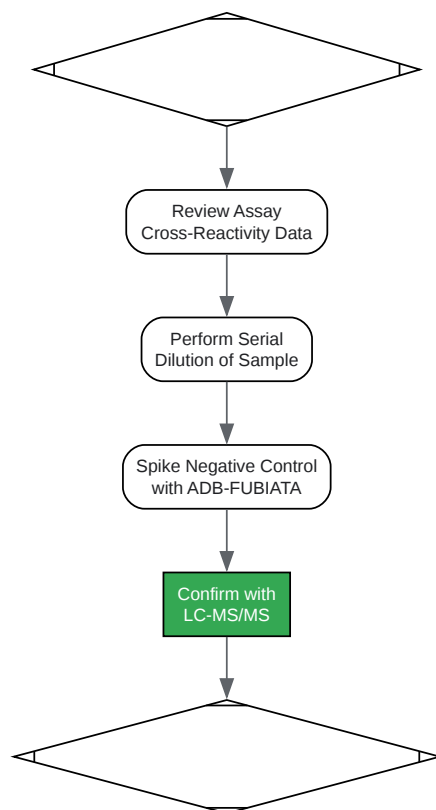 Review Assay
Cross-Reactivity Data
Perform Serial
Dilution of Sample
Spike Negative Control
with ADB-FUBIATA
Confirm with
LC-MS/MS